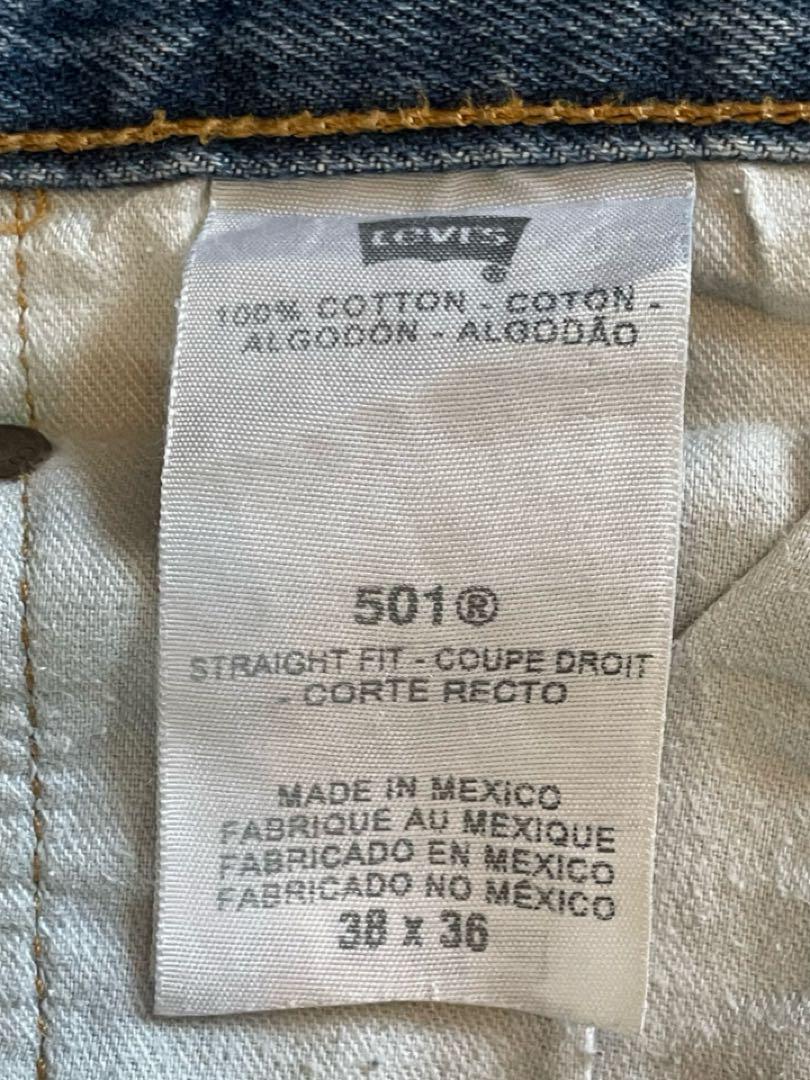 LEVI'S
®
100% COTTON - COTON -
ALGODÓN - ALGODÃO
501®
STRAIGHT FIT - COUPE DROIT
- CORTE RECTO
MADE IN MEXICO
FABRIQUE AU MEXIQUE
FABRICADO EN MEXICO
FABRICADO NO MÉXICO
38 x 36